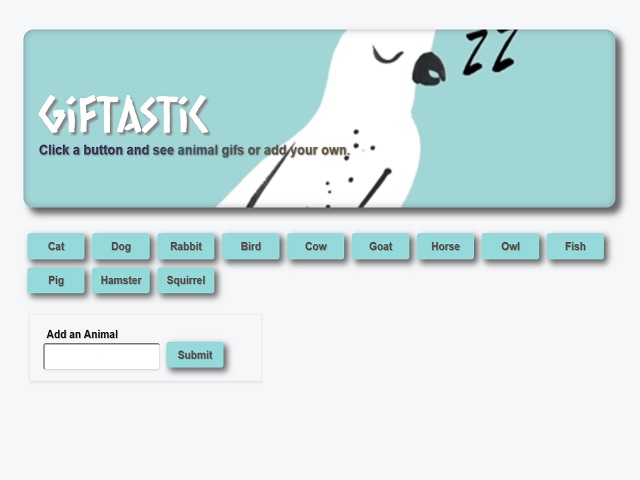 ZZ
GiFTASTiC
Click a button and see animal gifs or add your own.
Cat Dog Rabbit Bird Cow Goat Horse Owl Fish
Pig Hamster Squirrel
Add an Animal
Submit